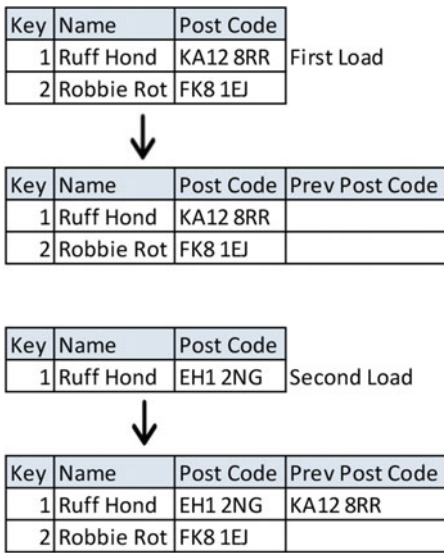 Key Name Post Code
1 Ruff Hond KA12 8RR First Load
2 Robbie Rot FK8 1EJ
Key Name Post Code Prev Post Code
1 Ruff Hond KA12 8RR
2 Robbie Rot FK8 1EJ
Key Name Post Code
1 Ruff Hond EH1 2NG Second Load
Key Name Post Code Prev Post Code
1 Ruff Hond EH1 2NG KA12 8RR
2 Robbie Rot FK8 1EJ